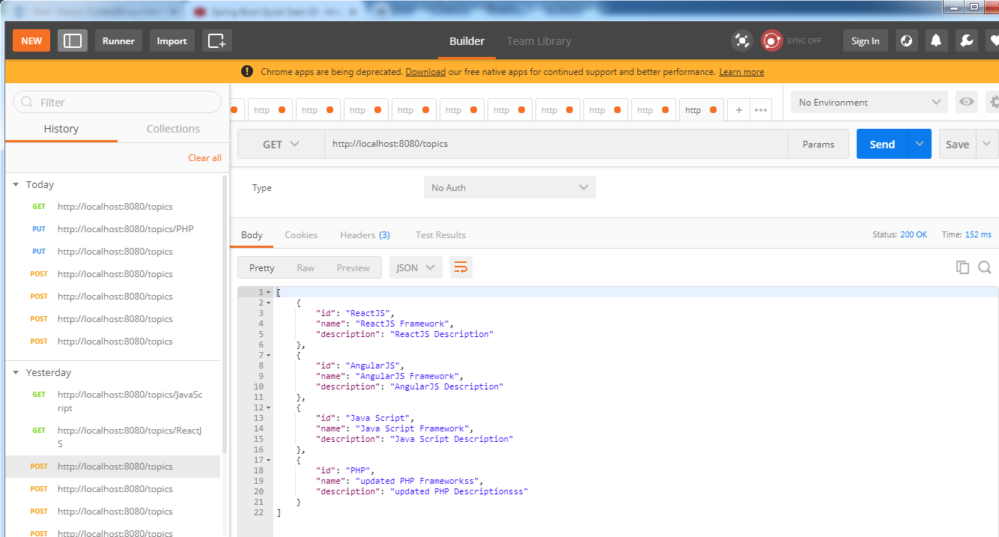 Spring Boot Quick Start 29 -
NEW Runner Import Builder Team Library SYNC OFF Sign In
Chrome apps are being deprecated. Download our free native apps for continued support and better performance. Learn more
Filter
History Collections
Clear all
Today
GET http://localhost:8080/topics
PUT http://localhost:8080/topics/PHP
PUT http://localhost:8080/topics
POST http://localhost:8080/topics
POST http://localhost:8080/topics
POST http://localhost:8080/topics
POST http://localhost:8080/topics
Yesterday
GET http://localhost:8080/topics/JavaSc
ript
GET http://localhost:8080/topics/ReactJ
S
POST http://localhost:8080/topics
POST http://localhost:8080/topics
POST http://localhost:8080/topics
POST http://localhost:8080/topics
http http http http http http http http http http + •••
No Environment
GET http://localhost:8080/topics Params Send Save
Type No Auth
Body Cookies Headers (3) Test Results Status: 200 OK Time: 152 ms
Pretty Raw Preview JSON
1 [
2 {
3 "id": "ReactJS",
4 "name": "ReactJS Framework",
5 "description": "ReactJS Description"
6 },
7 {
8 "id": "AngularJS",
9 "name": "AngularJS Framework",
10 "description": "AngularJS Description"
11 },
12 {
13 "id": "Java Script",
14 "name": "Java Script Framework",
15 "description": "Java Script Description"
16 },
17 {
18 "id": "PHP",
19 "name": "updated PHP Frameworkss",
20 "description": "updated PHP Descriptionsss"
21 }
22 ]